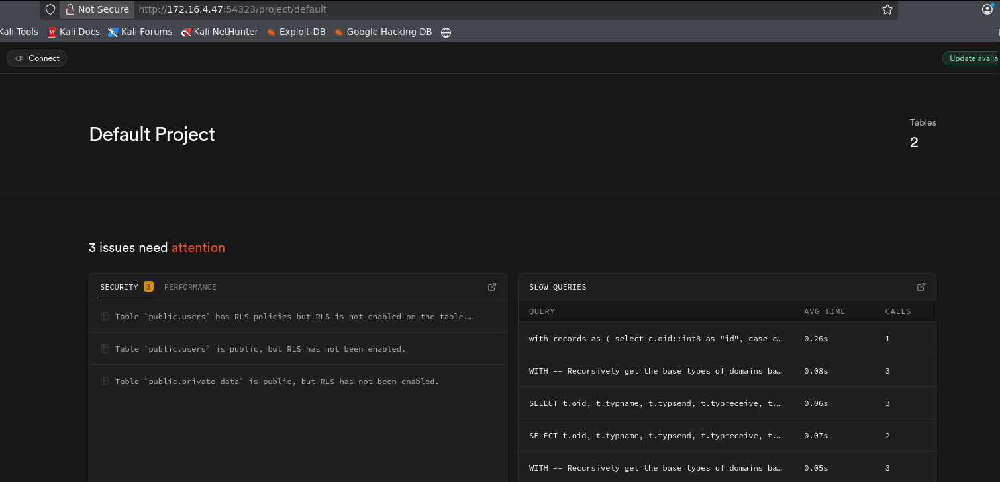 Not Secure http://172.16.4.47:54323/project/default
Kali Tools Kali Docs Kali Forums Kali NetHunter Exploit-DB Google Hacking DB
Connect
Update availa
Default Project
Tables
2
3 issues need attention
SECURITY 3 PERFORMANCE
Table `public.users` has RLS policies but RLS is not enabled on the table.…
Table `public.users` is public, but RLS has not been enabled.
Table `public.private_data` is public, but RLS has not been enabled.
SLOW QUERIES
QUERY AVG TIME CALLS
with records as ( select c.oid::int8 as "id", case c… 0.26s 1
WITH -- Recursively get the base types of domains ba… 0.08s 3
SELECT t.oid, t.typname, t.typsend, t.typreceive, t.… 0.06s 3
SELECT t.oid, t.typname, t.typsend, t.typreceive, t.… 0.07s 2
WITH -- Recursively get the base types of domains ba… 0.05s 3